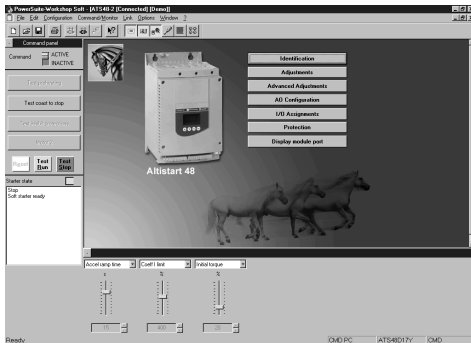 PowerSuite-Workshop Soft - [ATS48-2 [Connected] [Demo]]
File Edit Configuration Command/Monitor Link Options Window ?
Command panel
Command
ACTIVE
INACTIVE
Test coast to stop
Test Run
Test Stop
Starter state
Stop
Soft starter ready
Altistart 48
Identification
Adjustments
Advanced Adjustments
AO Configuration
I/O Assignments
Protection
Display module port
Accel ramp time
Coeff I limit
Initial torque
s
%
%
15
400
20
Ready
CMD PC
ATS48D17Y
CMD